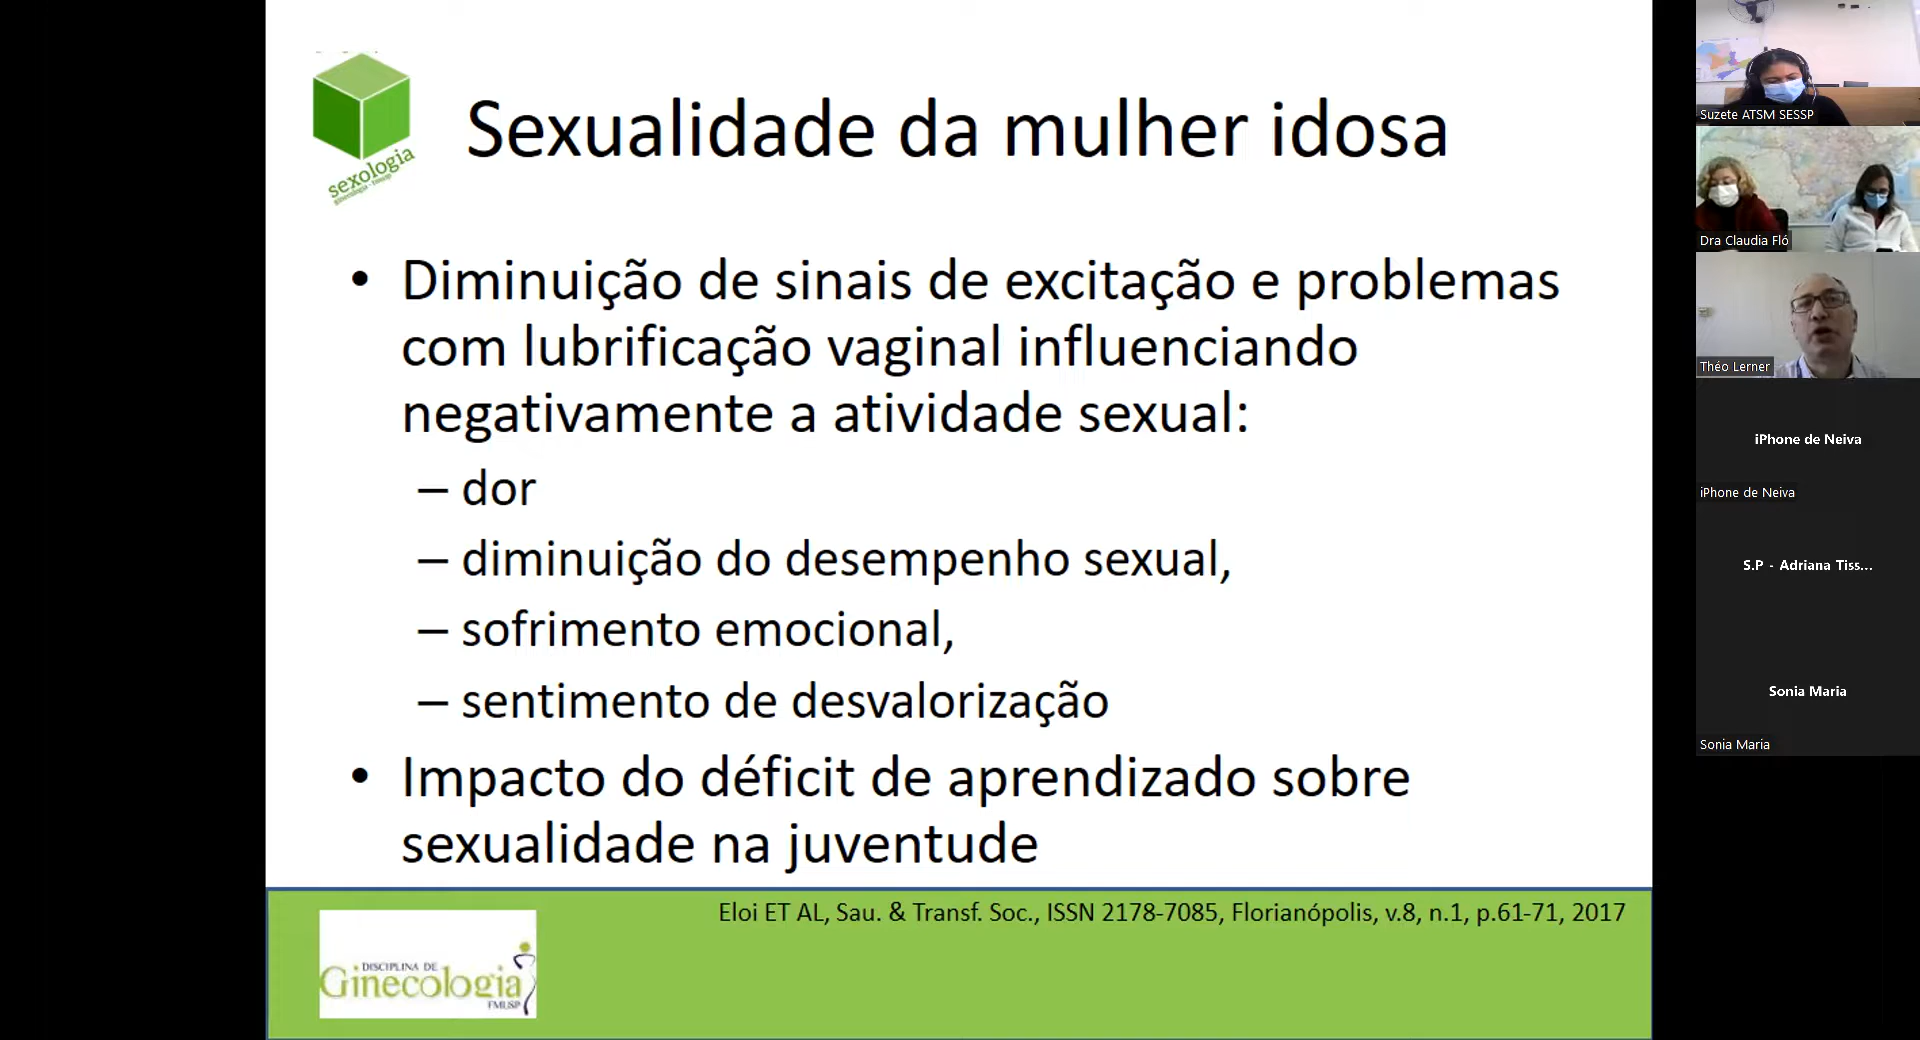 Sexualidade da mulher idosa
sexologia
ginecologia - fmusp
• Diminuição de sinais de excitação e problemas
com lubrificação vaginal influenciando
negativamente a atividade sexual:
– dor
– diminuição do desempenho sexual,
– sofrimento emocional,
– sentimento de desvalorização
• Impacto do déficit de aprendizado sobre
sexualidade na juventude
Eloi ET AL, Sau. & Transf. Soc., ISSN 2178-7085, Florianópolis, v.8, n.1, p.61-71, 2017
DISCIPLINA DE
Ginecologia
FMUSP
Suzete ATSM SESSP
Dra Claudia Fló
Théo Lerner
iPhone de Neiva
iPhone de Neiva
S.P - Adriana Tiss...
Sonia Maria
Sonia Maria